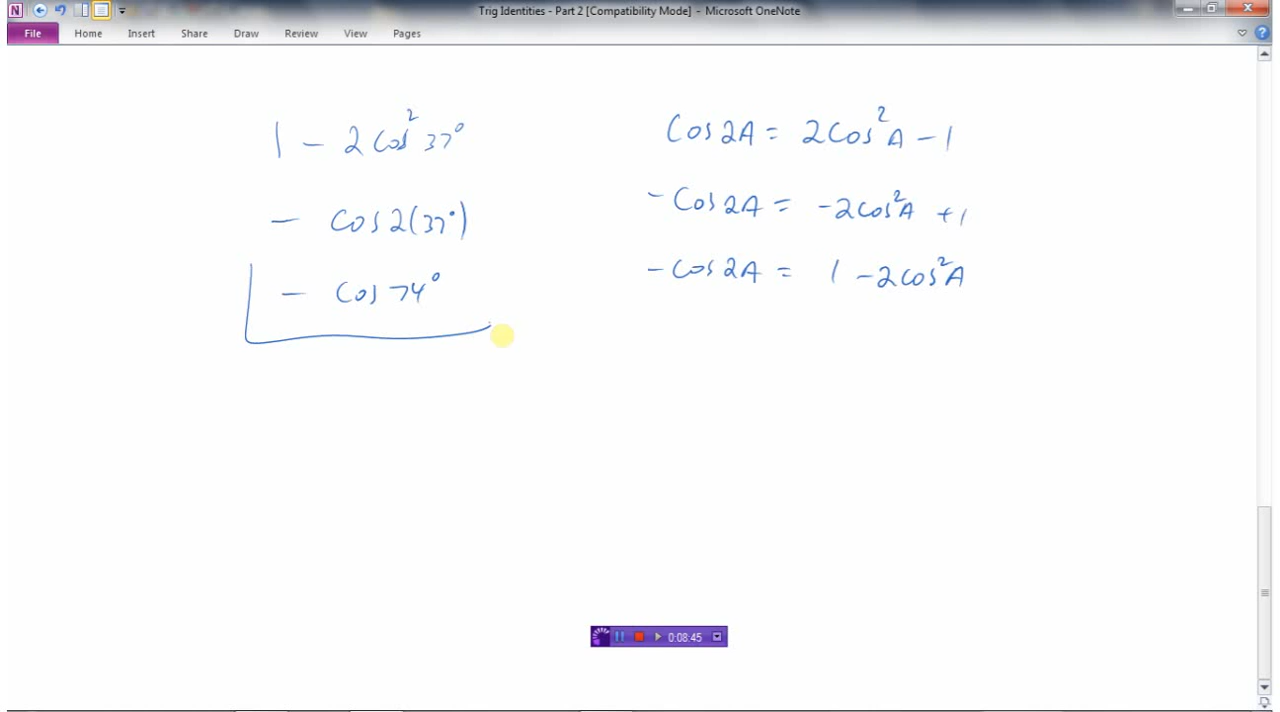 Trig Identities - Part 2 [Compatibility Mode] - Microsoft OneNote
File Home Insert Share Draw Review View Pages
1 - 2 cos² 37°
- cos 2(37°)
- cos 74°
Cos 2A = 2Cos²A - 1
- Cos 2A = -2cos²A + 1
- cos 2A = 1 - 2cos²A
0:08:45